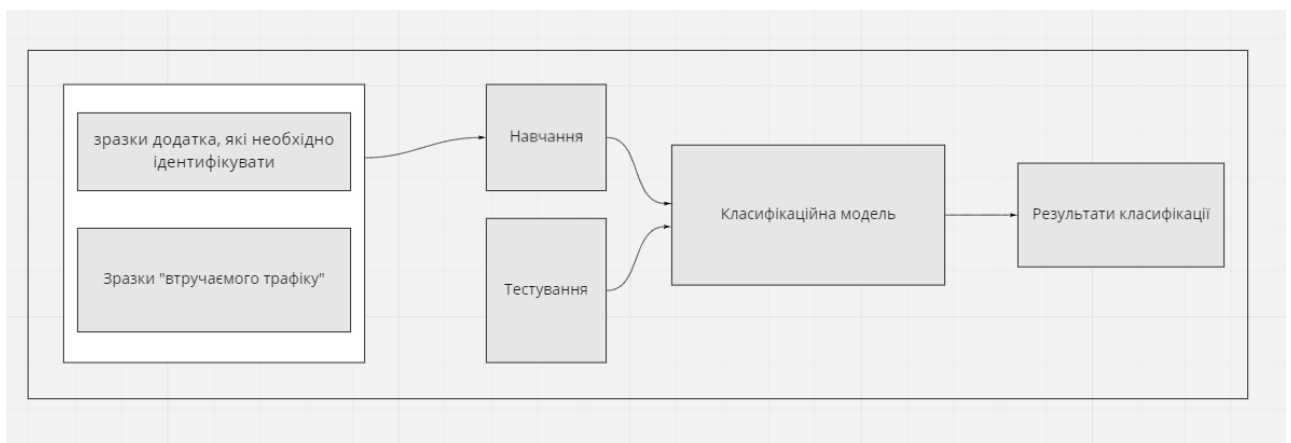 зразки додатка, які необхідно
ідентифікувати
Зразки "втручаємого трафіку"
Навчання
Тестування
Класифікаційна модель
Результати класифікації